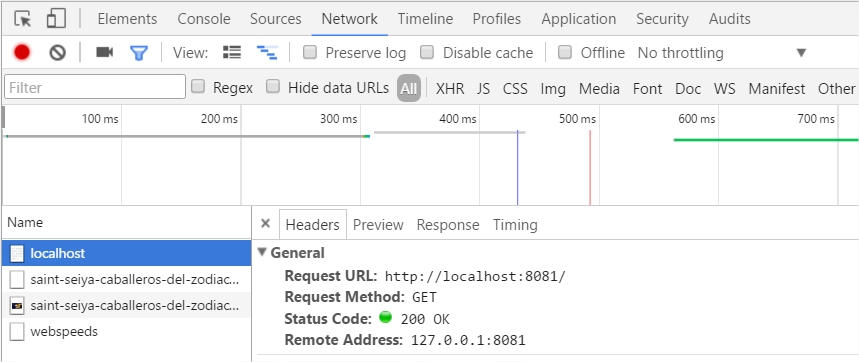 Elements Console Sources Network Timeline Profiles Application Security Audits
View: Preserve log Disable cache Offline No throttling
Filter Regex Hide data URLs All XHR JS CSS Img Media Font Doc WS Manifest Other
100 ms 200 ms 300 ms 400 ms 500 ms 600 ms 700 ms
Name
localhost
saint-seiya-caballeros-del-zodiac...
saint-seiya-caballeros-del-zodiac...
webspeeds
× Headers Preview Response Timing
General
Request URL: http://localhost:8081/
Request Method: GET
Status Code: 200 OK
Remote Address: 127.0.0.1:8081